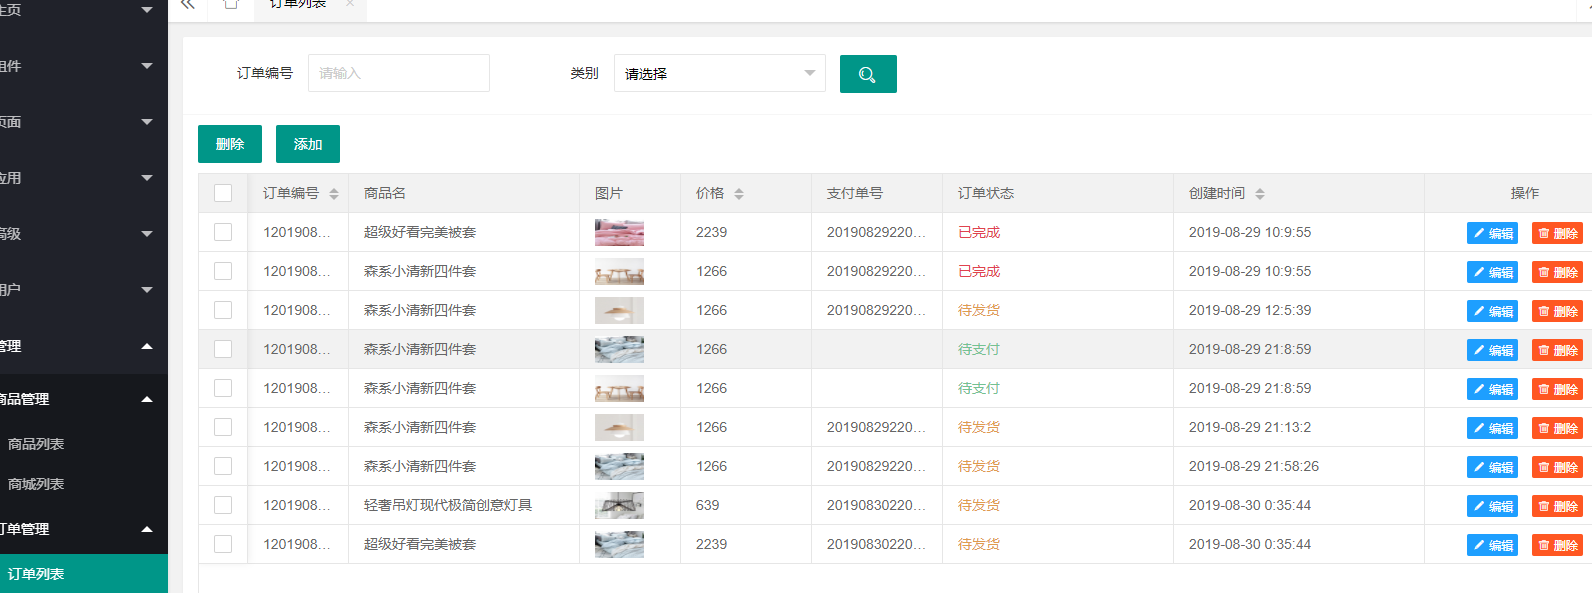 主页
组件
页面
应用
高级
用户
管理
商品管理
商品列表
商城列表
订单管理
订单列表
订单列表
订单编号 请输入 类别 请选择
删除 添加
订单编号 商品名 图片 价格 支付单号 订单状态 创建时间 操作
1201908... 超级好看完美被套 2239 20190829220... 已完成 2019-08-29 10:9:55 编辑 删除
1201908... 森系小清新四件套 1266 20190829220... 已完成 2019-08-29 10:9:55 编辑 删除
1201908... 森系小清新四件套 1266 20190829220... 待发货 2019-08-29 12:5:39 编辑 删除
1201908... 森系小清新四件套 1266 待支付 2019-08-29 21:8:59 编辑 删除
1201908... 森系小清新四件套 1266 待支付 2019-08-29 21:8:59 编辑 删除
1201908... 森系小清新四件套 1266 20190829220... 待发货 2019-08-29 21:13:2 编辑 删除
1201908... 森系小清新四件套 1266 20190829220... 待发货 2019-08-29 21:58:26 编辑 删除
1201908... 轻奢吊灯现代极简创意灯具 639 20190830220... 待发货 2019-08-30 0:35:44 编辑 删除
1201908... 超级好看完美被套 2239 20190830220... 待发货 2019-08-30 0:35:44 编辑 删除